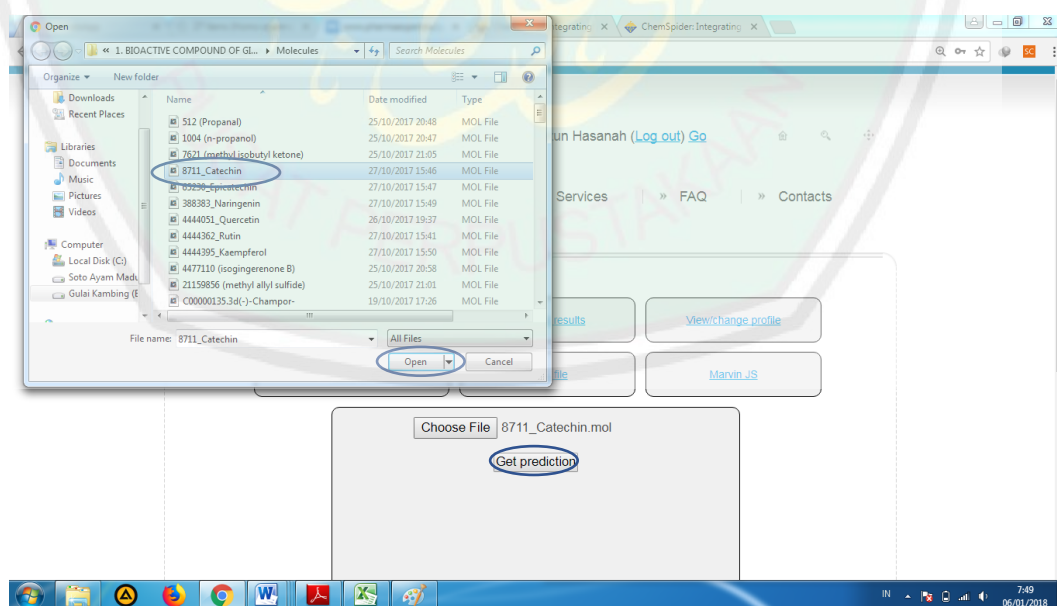 Open
Integrating
ChemSpider: Integrating
« 1. BIOACTIVE COMPOUND OF GI... Molecules
Search Molecules
SC
Organize
New folder
Downloads
Recent Places
Libraries
Documents
Music
Pictures
Videos
Computer
Local Disk (C:)
Soto Ayam Madu
Gulai Kambing (E
Name Date modified Type
512 (Propanal) 25/10/2017 20:48 MOL File
1004 (n-propanol) 25/10/2017 20:47 MOL File
7621 (methyl isobutyl ketone) 25/10/2017 21:05 MOL File
8711_Catechin 27/10/2017 15:46 MOL File
65230_Epicatechin 27/10/2017 15:47 MOL File
388383_Naringenin 27/10/2017 15:49 MOL File
4444051_Quercetin 26/10/2017 19:37 MOL File
4444362_Rutin 27/10/2017 15:41 MOL File
4444395_Kaempferol 27/10/2017 15:50 MOL File
4477110 (isogingerenone B) 25/10/2017 20:58 MOL File
21159856 (methyl allyl sulfide) 25/10/2017 21:01 MOL File
C00000135.3d(-)-Champor- 19/10/2017 17:26 MOL File
File name: 8711_Catechin
All Files
Open
Cancel
un Hasanah (Log out) Go
Services » FAQ » Contacts
results
View/change profile
file
Marvin JS
Choose File 8711_Catechin.mol
Get prediction
PERPUSTAKAAN
IN
7:49
06/01/2018